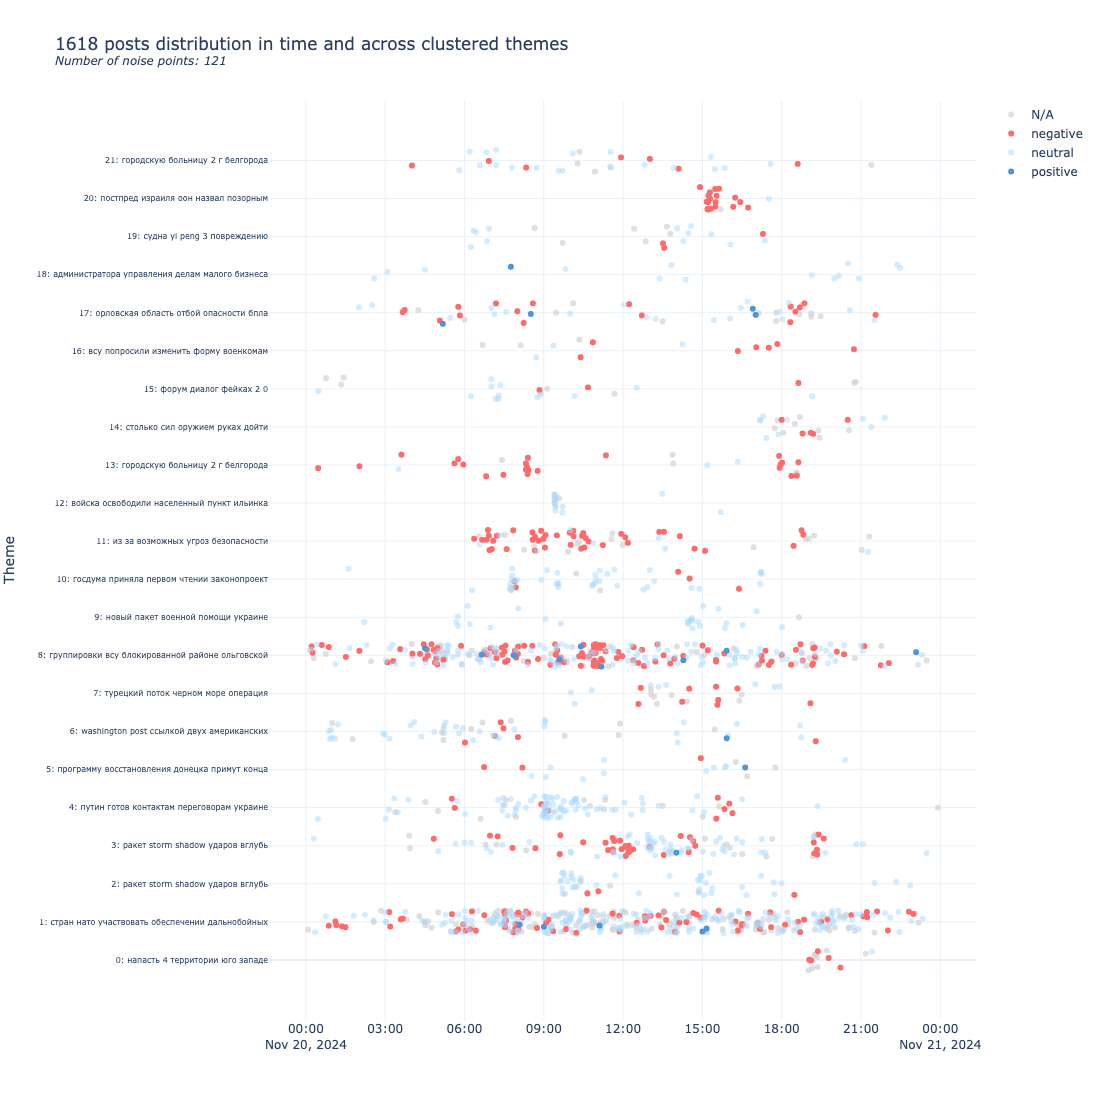 1618 posts distribution in time and across clustered themes
Number of noise points: 121
N/A
negative
neutral
positive
Theme
21: городскую больницу 2 г белгорода
20: постпред израиля оон назвал позорным
19: судна yi peng 3 повреждению
18: администратора управления делам малого бизнеса
17: орловская область отбой опасности бпла
16: всу попросили изменить форму военкомам
15: форум диалог фейках 2 0
14: столько сил оружием руках дойти
13: городскую больницу 2 г белгорода
12: войска освободили населенный пункт ильинка
11: из за возможных угроз безопасности
10: госдума приняла первом чтении законопроект
9: новый пакет военной помощи украине
8: группировки всу блокированной районе ольговской
7: турецкий поток черном море операция
6: washington post ссылкой двух американских
5: программу восстановления донецка примут конца
4: путин готов контактам переговорам украине
3: ракет storm shadow ударов вглубь
2: ракет storm shadow ударов вглубь
1: стран нато участвовать обеспечении дальнобойных
0: напасть 4 территории юго западе
00:00 03:00 06:00 09:00 12:00 15:00 18:00 21:00 00:00
Nov 20, 2024 Nov 21, 2024